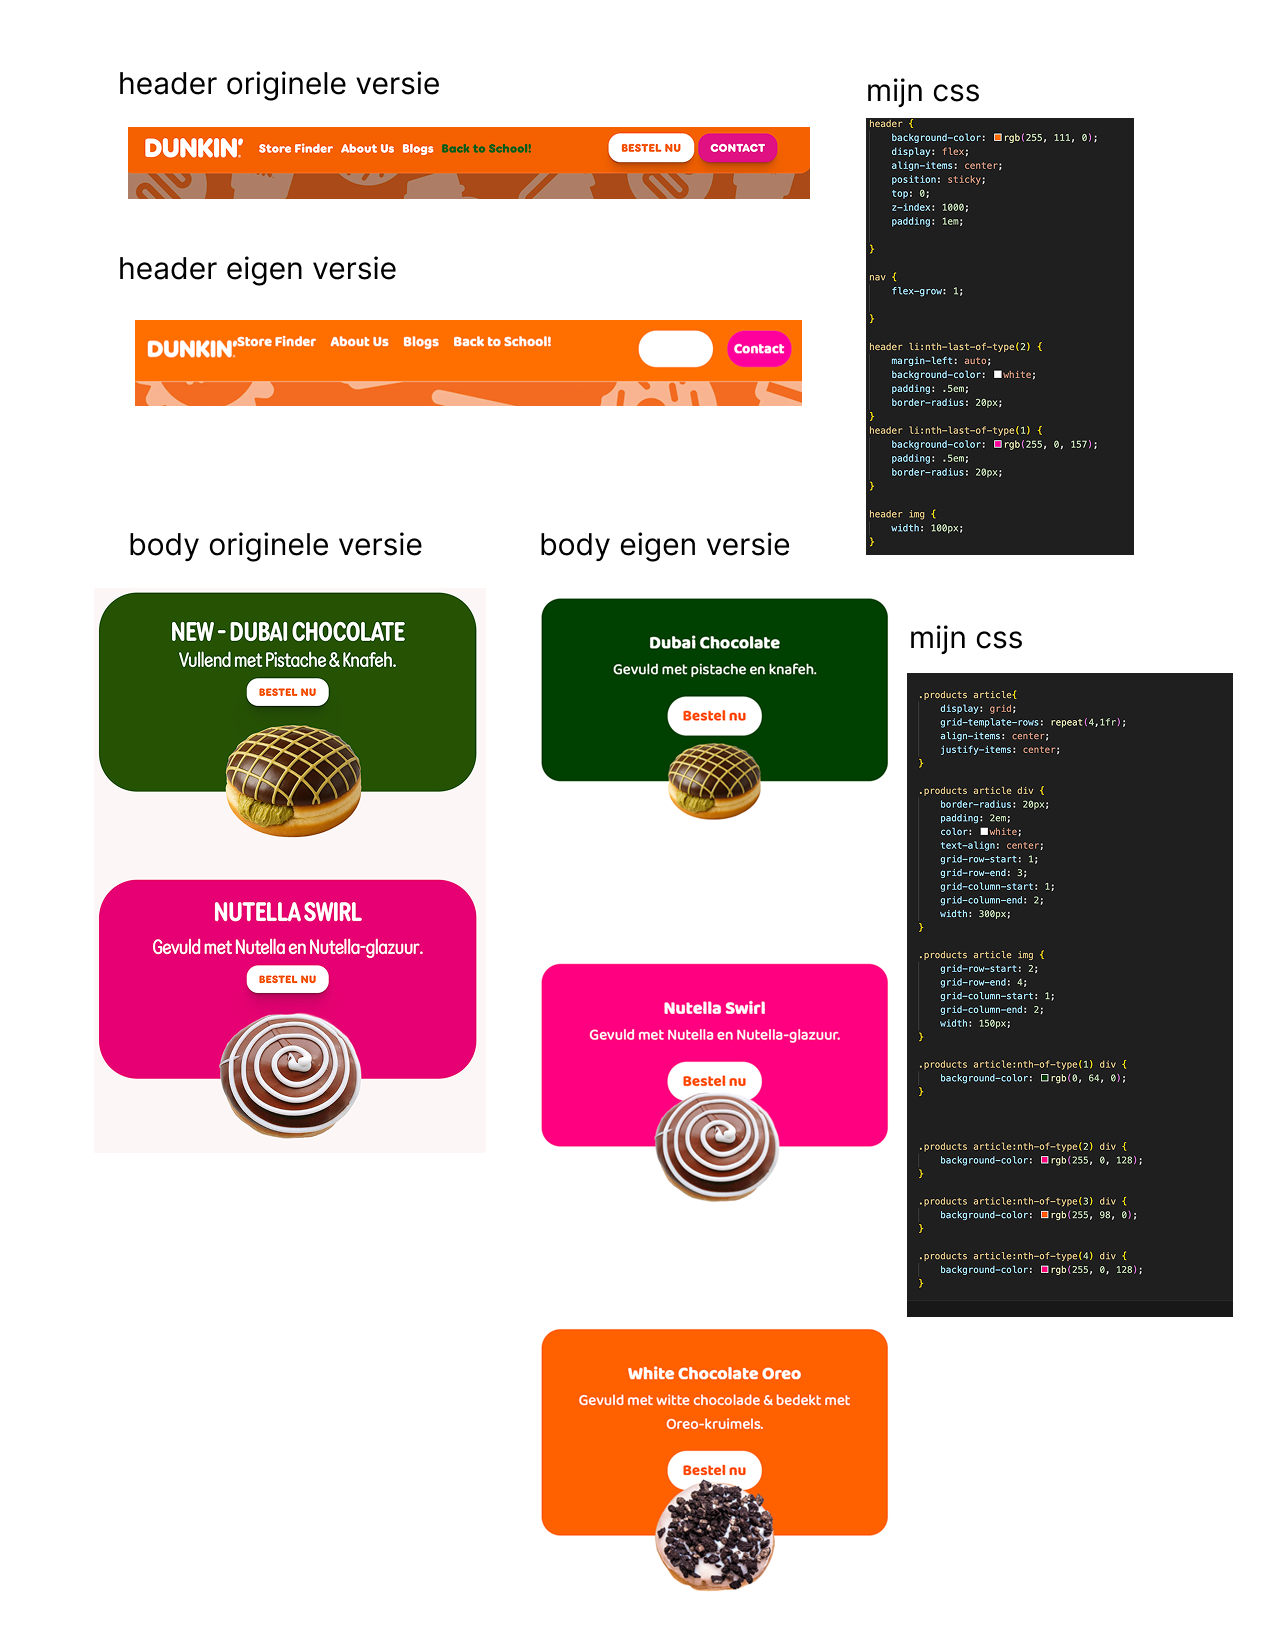 header originele versie
DUNKIN'
Store Finder About Us Blogs Back to School!
BESTEL NU
CONTACT
header eigen versie
DUNKIN'
Store Finder About Us Blogs Back to School!
Contact
mijn css
header {
background-color: rgb(255, 111, 0);
display: flex;
align-items: center;
position: sticky;
top: 0;
z-index: 1000;
padding: 1em;
}
nav {
flex-grow: 1;
}
header li:nth-last-of-type(2) {
margin-left: auto;
background-color: white;
padding: .5em;
border-radius: 20px;
}
header li:nth-last-of-type(1) {
background-color: rgb(255, 0, 157);
padding: .5em;
border-radius: 20px;
}
header img {
width: 100px;
}
body originele versie
NEW - DUBAI CHOCOLATE
Vullend met Pistache & Knafeh.
BESTEL NU
NUTELLA SWIRL
Gevuld met Nutella en Nutella-glazuur.
BESTEL NU
body eigen versie
Dubai Chocolate
Gevuld met pistache en knafeh.
Bestel nu
Nutella Swirl
Gevuld met Nutella en Nutella-glazuur.
Bestel nu
White Chocolate Oreo
Gevuld met witte chocolade & bedekt met
Oreo-kruimels.
Bestel nu
mijn css
.products article{
display: grid;
grid-template-rows: repeat(4,1fr);
align-items: center;
justify-items: center;
}
.products article div {
border-radius: 20px;
padding: 2em;
color: white;
text-align: center;
grid-row-start: 1;
grid-row-end: 3;
grid-column-start: 1;
grid-column-end: 2;
width: 300px;
}
.products article img {
grid-row-start: 2;
grid-row-end: 4;
grid-column-start: 1;
grid-column-end: 2;
width: 150px;
}
.products article:nth-of-type(1) div {
background-color: rgb(0, 64, 0);
}
.products article:nth-of-type(2) div {
background-color: rgb(255, 0, 128);
}
.products article:nth-of-type(3) div {
background-color: rgb(255, 98, 0);
}
.products article:nth-of-type(4) div {
background-color: rgb(255, 0, 128);
}